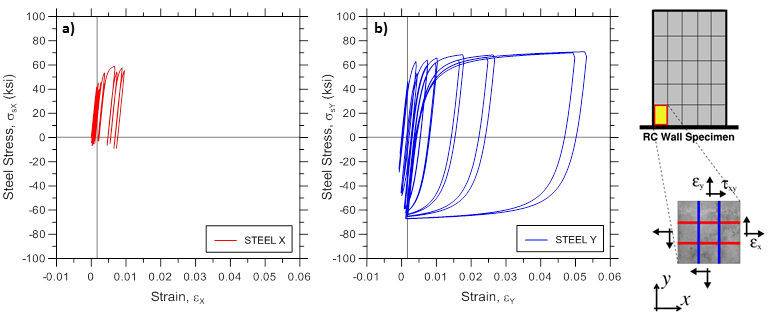 a)
Steel Stress, σsX (ksi)
100
80
60
40
20
0
-20
-40
-60
-80
-100
STEEL X
-0.01 0 0.01 0.02 0.03 0.04 0.05 0.06
Strain, εX
b)
Steel Stress, σsY (ksi)
100
80
60
40
20
0
-20
-40
-60
-80
-100
STEEL Y
-0.01 0 0.01 0.02 0.03 0.04 0.05 0.06
Strain, εY
RC Wall Specimen
εy τxy
εx
y
x